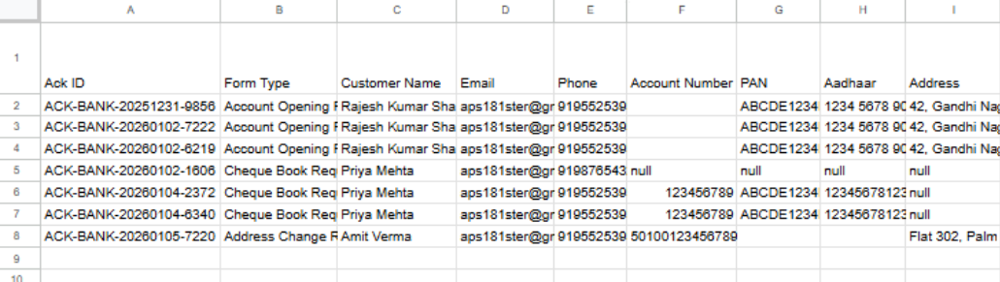 A B C D E F G H I
1
Ack ID Form Type Customer Name Email Phone Account Number PAN Aadhaar Address
2 ACK-BANK-20251231-9856 Account Opening F Rajesh Kumar Sha aps181ster@gr 919552539 ABCDE1234 1234 5678 90 42, Gandhi Nag
3 ACK-BANK-20260102-7222 Account Opening F Rajesh Kumar Sha aps181ster@gr 919552539 ABCDE1234 1234 5678 90 42, Gandhi Nag
4 ACK-BANK-20260102-6219 Account Opening F Rajesh Kumar Sha aps181ster@gr 919552539 ABCDE1234 1234 5678 90 42, Gandhi Nag
5 ACK-BANK-20260102-1606 Cheque Book Req Priya Mehta aps181ster@gr 919876543 null null null null
6 ACK-BANK-20260104-2372 Cheque Book Req Priya Mehta aps181ster@gr 919552539 123456789 ABCDE1234 12345678123 null
7 ACK-BANK-20260104-6340 Cheque Book Req Priya Mehta aps181ster@gr 919552539 123456789 ABCDE1234 12345678123 null
8 ACK-BANK-20260105-7220 Address Change R Amit Verma aps181ster@gr 919552539 50100123456789 Flat 302, Palm
9
10